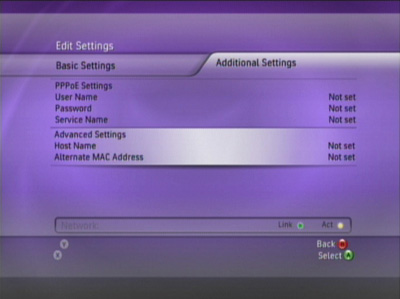 Edit Settings
Basic Settings
Additional Settings
PPPoE Settings
User Name Not set
Password Not set
Service Name Not set
Advanced Settings
Host Name Not set
Alternate MAC Address Not set
Network: Link Act
Y Back B
X Select A